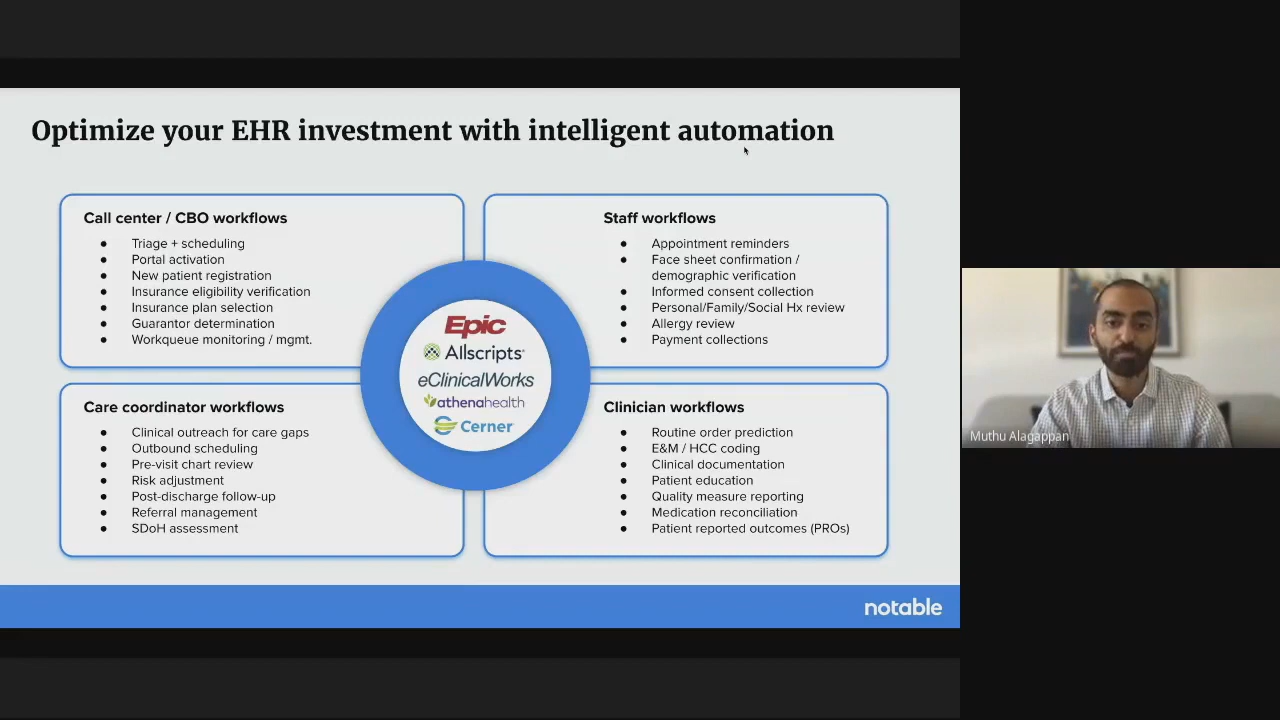 Optimize your EHR investment with intelligent automation
Call center / CBO workflows
● Triage + scheduling
● Portal activation
● New patient registration
● Insurance eligibility verification
● Insurance plan selection
● Guarantor determination
● Workqueue monitoring / mgmt.
Staff workflows
● Appointment reminders
● Face sheet confirmation /
demographic verification
● Informed consent collection
● Personal/Family/Social Hx review
● Allergy review
● Payment collections
Epic
Allscripts
eClinicalWorks
athenahealth
Cerner
Care coordinator workflows
● Clinical outreach for care gaps
● Outbound scheduling
● Pre-visit chart review
● Risk adjustment
● Post-discharge follow-up
● Referral management
● SDoH assessment
Clinician workflows
● Routine order prediction
● E&M / HCC coding
● Clinical documentation
● Patient education
● Quality measure reporting
● Medication reconciliation
● Patient reported outcomes (PROs)
notable
Muthu Alagappan